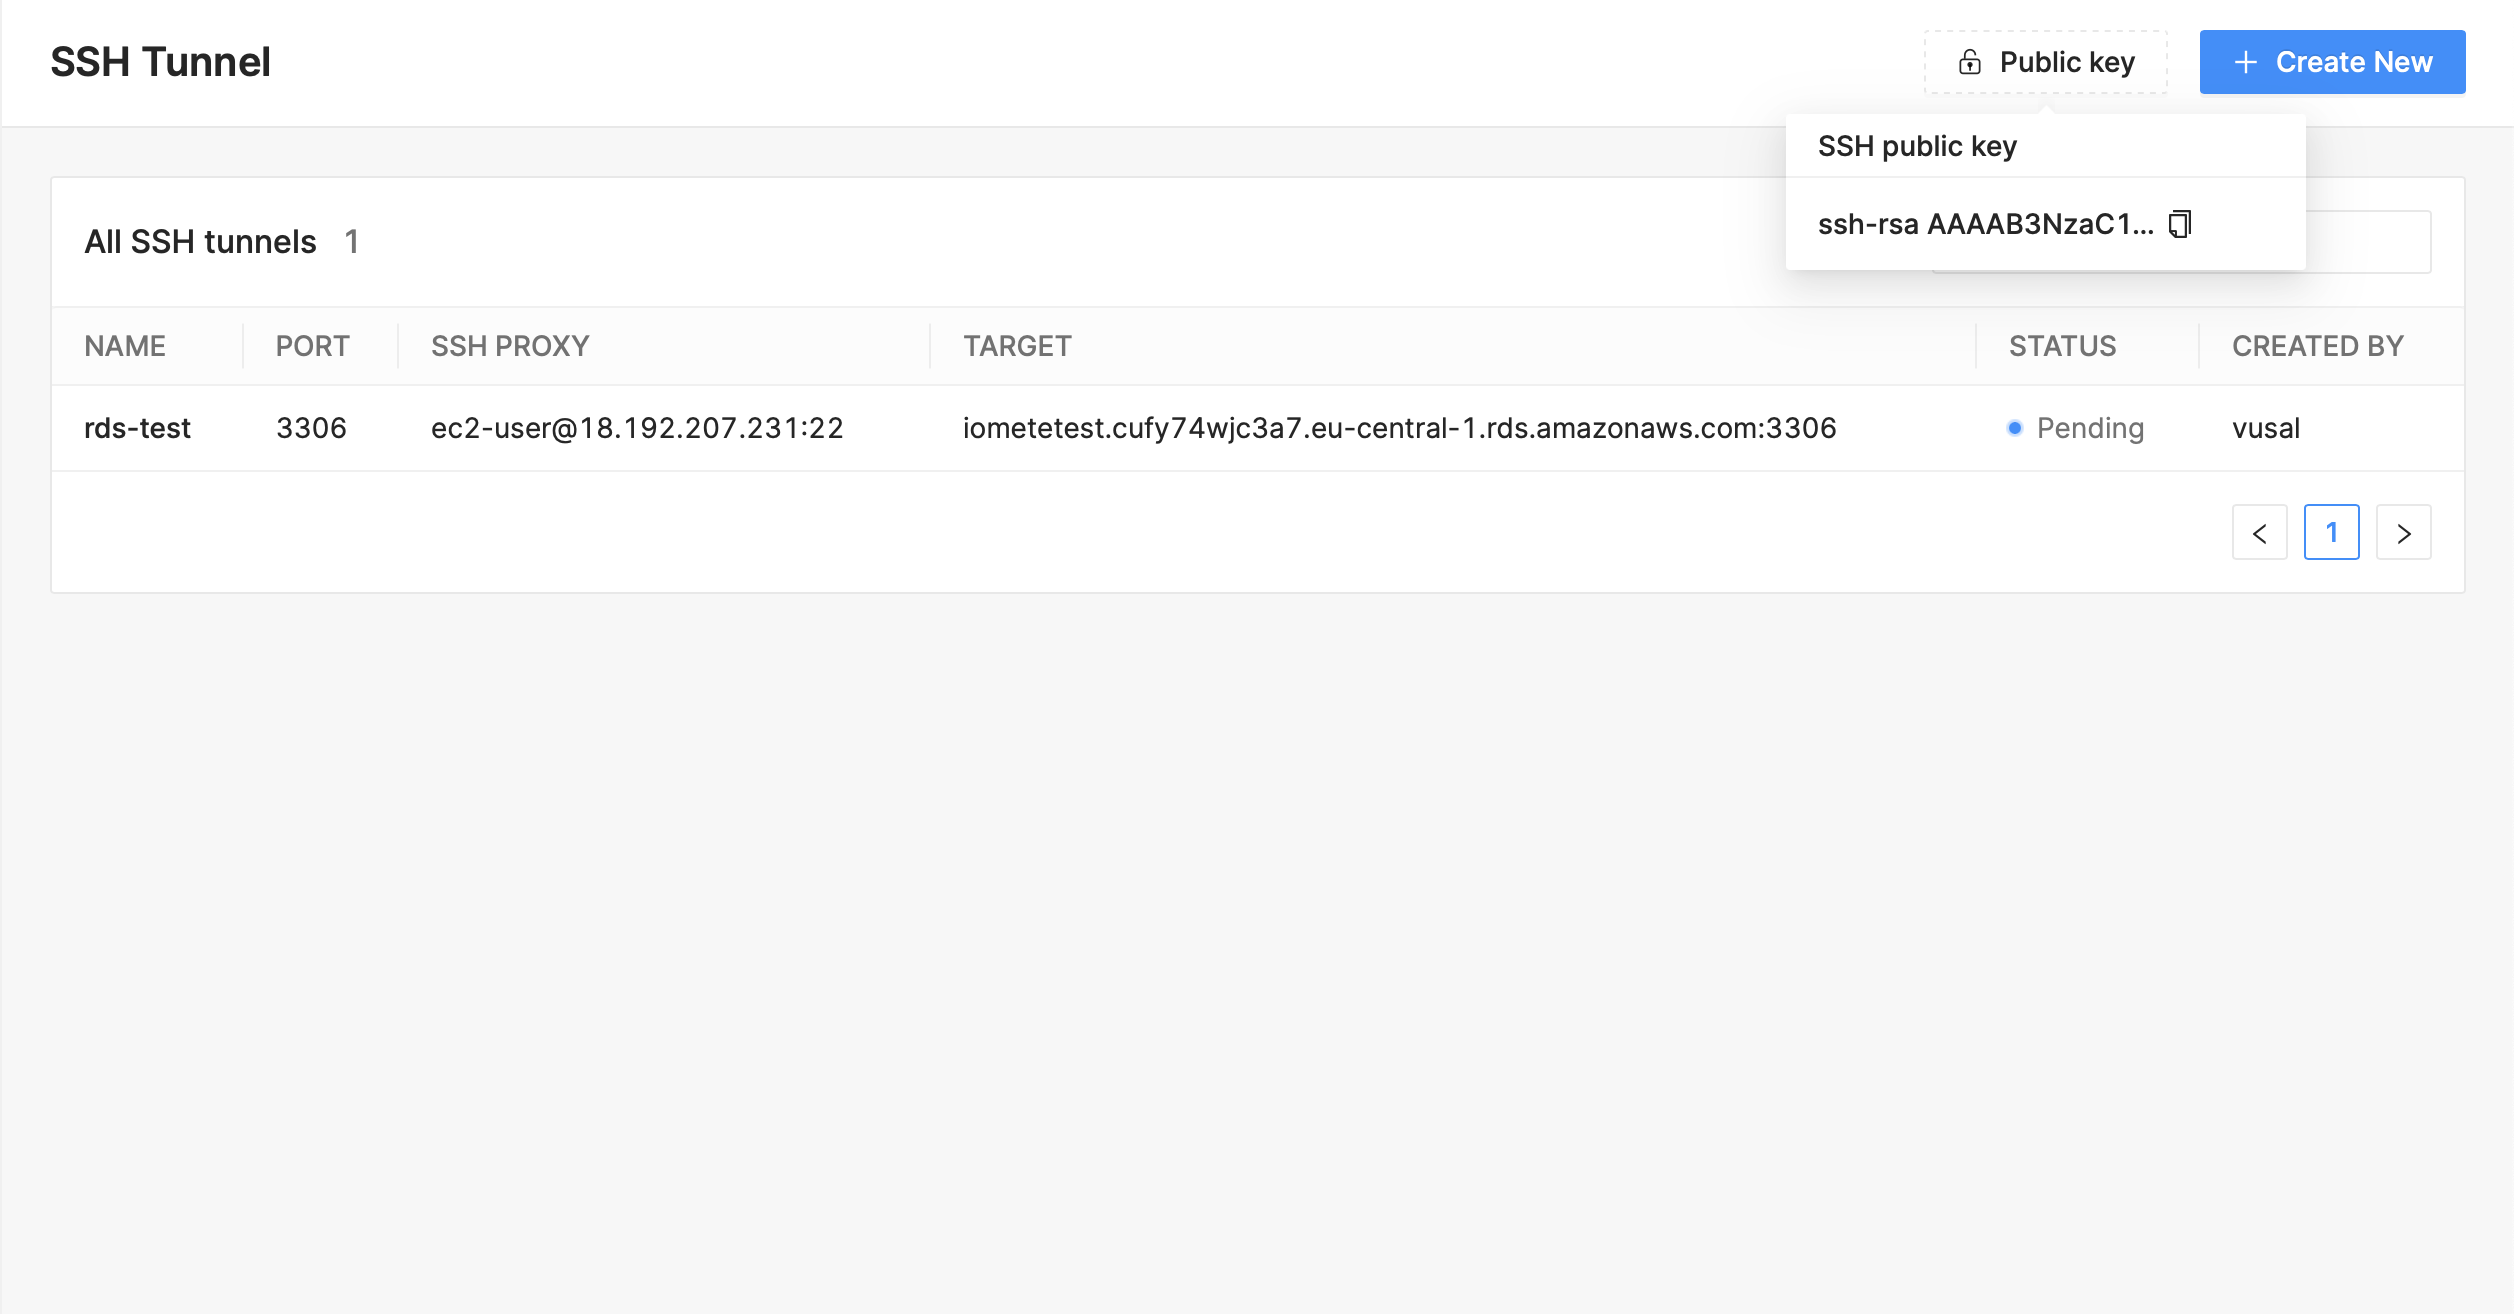 SSH Tunnel
Public key
Create New
SSH public key
ssh-rsa AAAAB3NzaC1...
All SSH tunnels 1
NAME PORT SSH PROXY TARGET STATUS CREATED BY
rds-test 3306 ec2-user@18.192.207.231:22 iometetest.cufy74wjc3a7.eu-central-1.rds.amazonaws.com:3306 Pending vusal
1